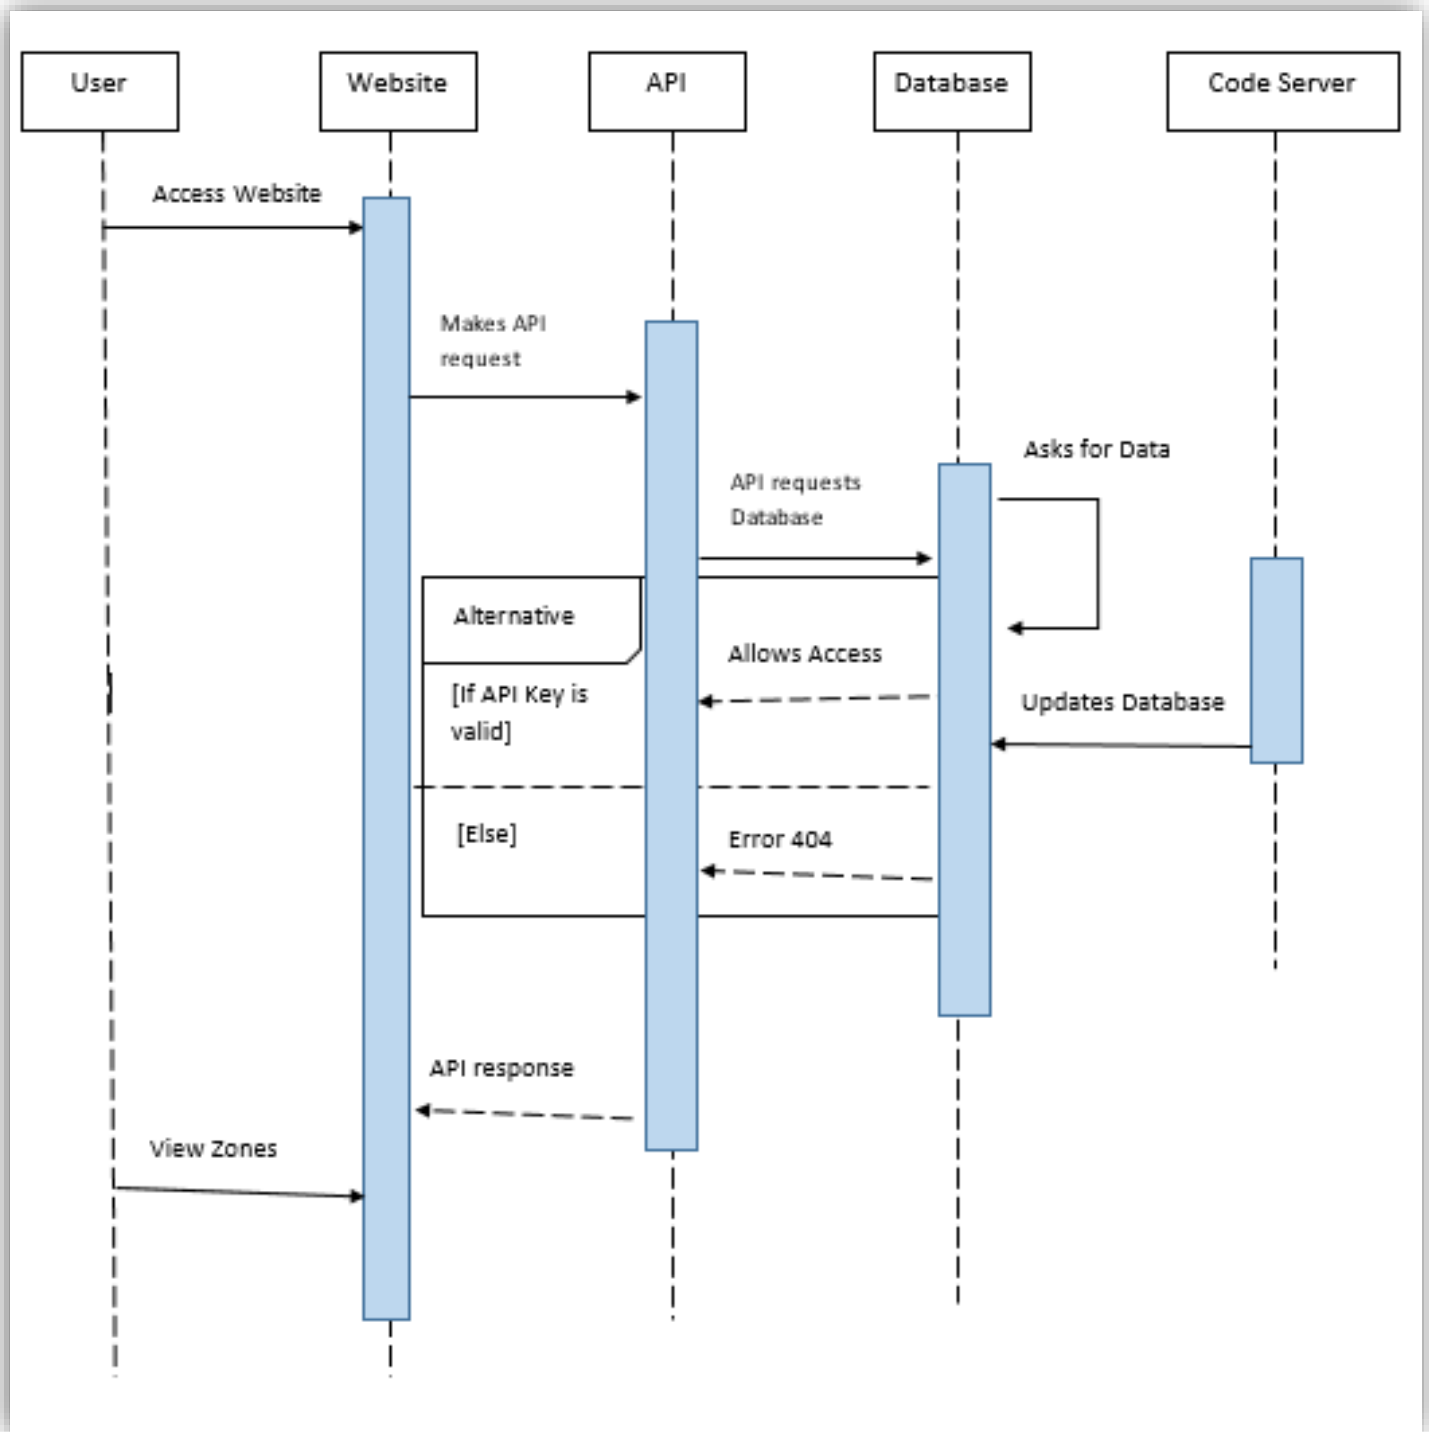 User
Website
API
Database
Code Server
Access Website
Makes API
request
Asks for Data
API requests
Database
Alternative
Allows Access
[If API Key is
valid]
Updates Database
[Else]
Error 404
API response
View Zones